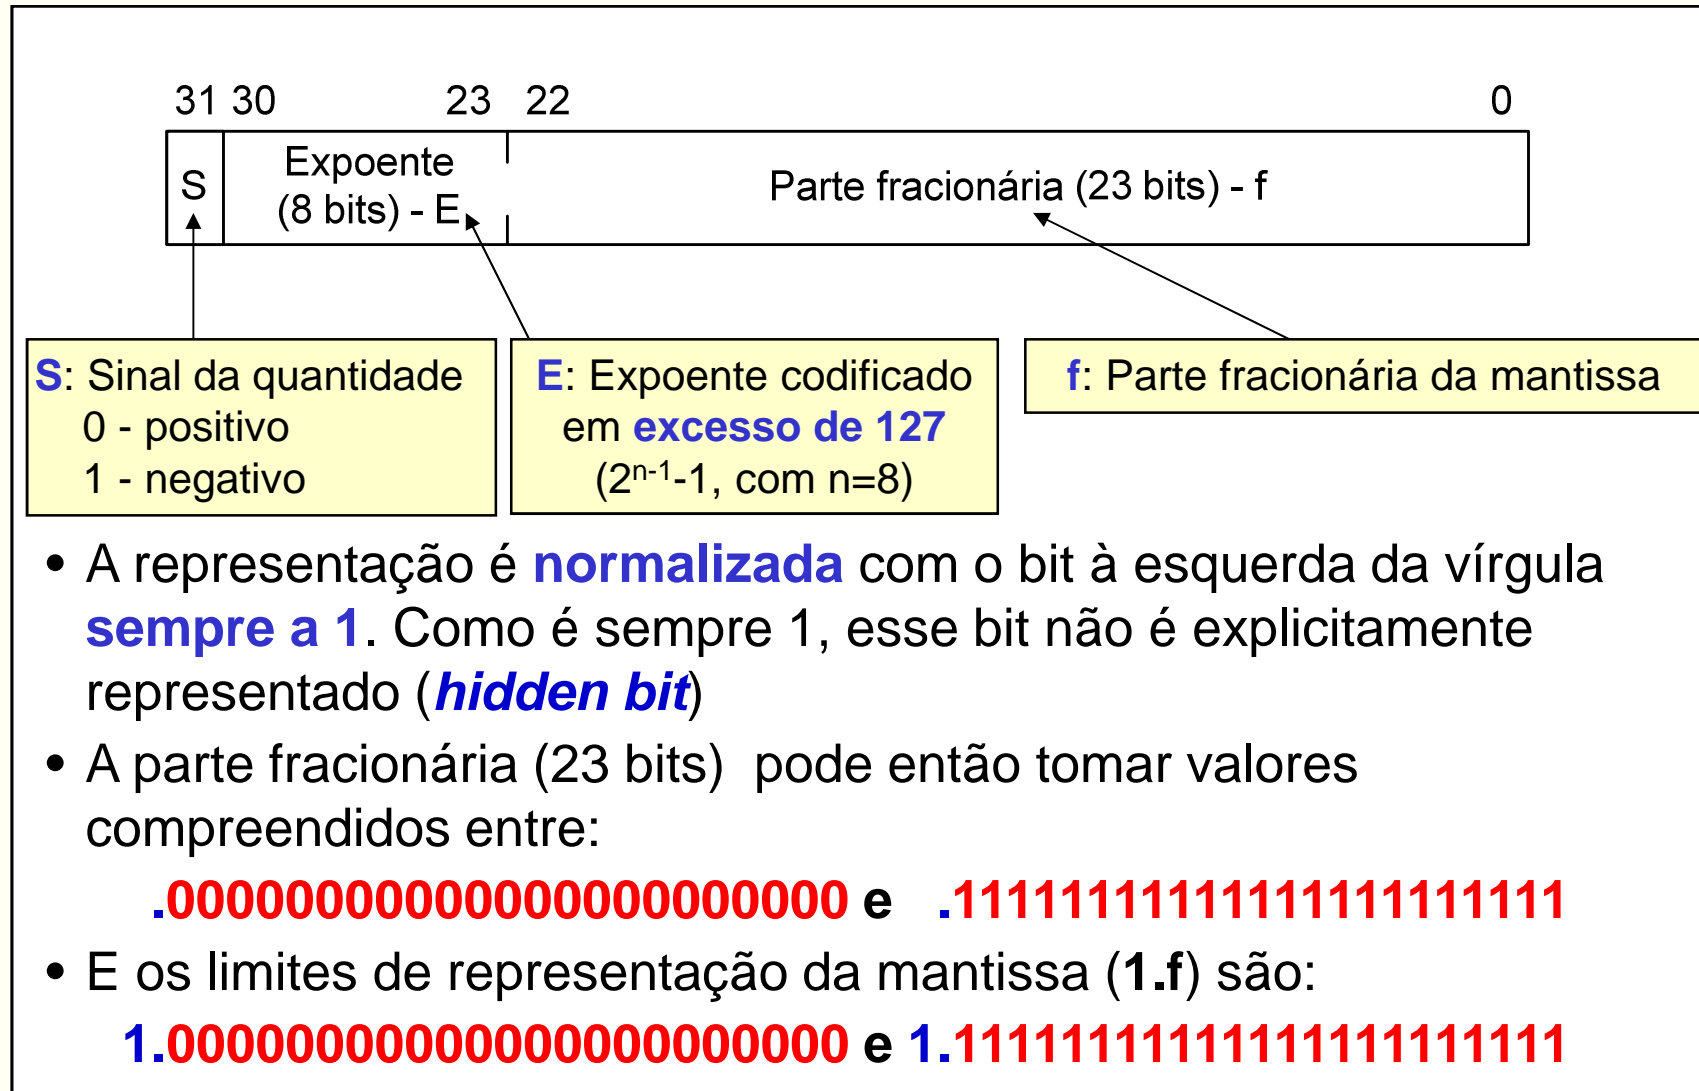 31 30 23 22 0
S
Expoente
(8 bits) - E
Parte fracionária (23 bits) - f
S: Sinal da quantidade
0 - positivo
1 - negativo
E: Expoente codificado
em excesso de 127
(2ⁿ⁻¹-1, com n=8)
f: Parte fracionária da mantissa
• A representação é normalizada com o bit à esquerda da vírgula
sempre a 1. Como é sempre 1, esse bit não é explicitamente
representado (hidden bit)
• A parte fracionária (23 bits) pode então tomar valores
compreendidos entre:
.00000000000000000000000 e .11111111111111111111111
• E os limites de representação da mantissa (1.f) são:
1.00000000000000000000000 e 1.11111111111111111111111